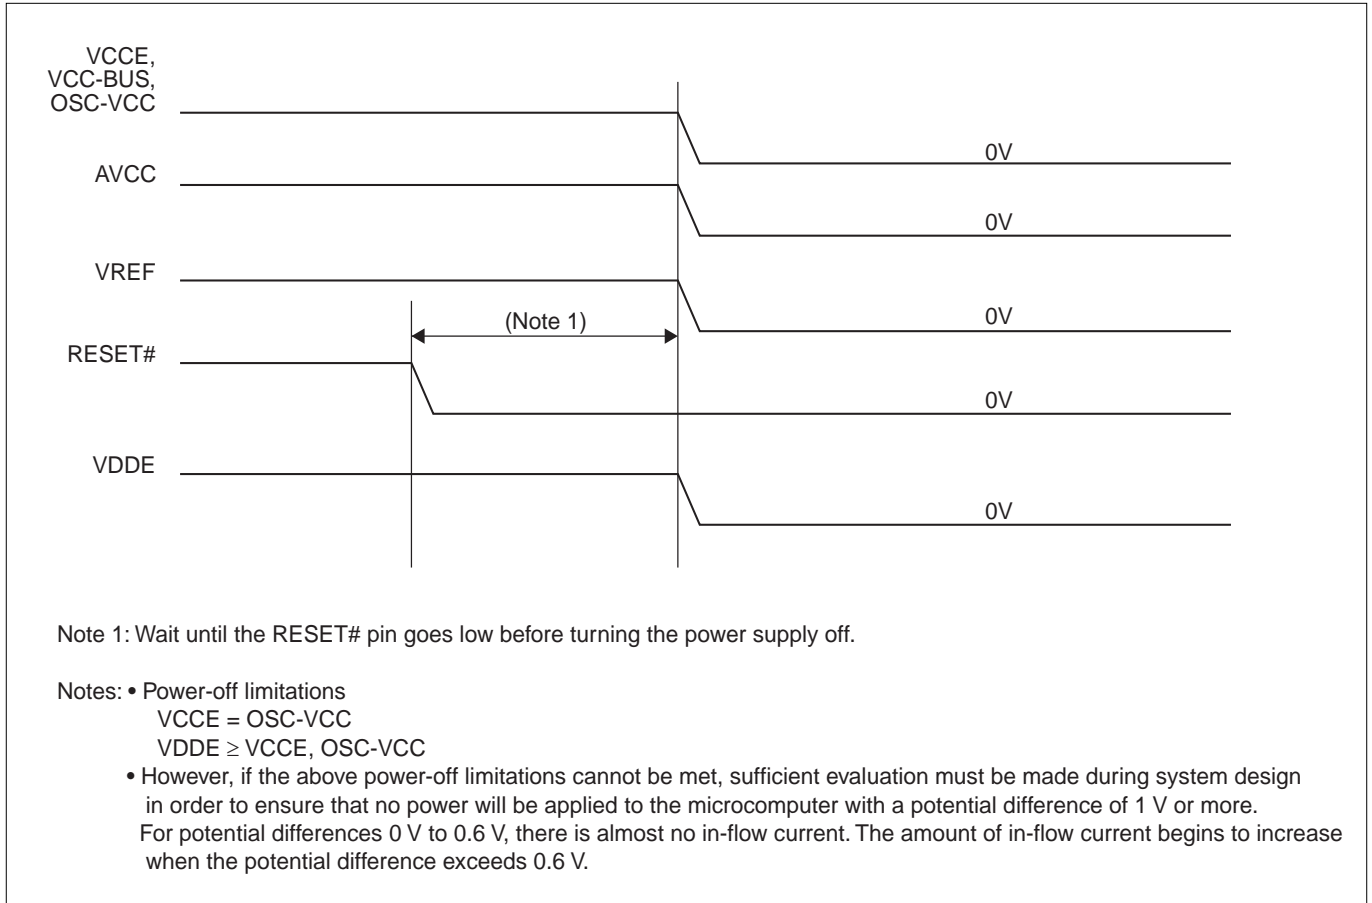 VCCE,
VCC-BUS,
OSC-VCC
0V
AVCC
0V
VREF
0V
(Note 1)
RESET#
0V
VDDE
0V
Note 1: Wait until the RESET# pin goes low before turning the power supply off.
Notes: • Power-off limitations
VCCE = OSC-VCC
VDDE ≥ VCCE, OSC-VCC
• However, if the above power-off limitations cannot be met, sufficient evaluation must be made during system design
in order to ensure that no power will be applied to the microcomputer with a potential difference of 1 V or more.
For potential differences 0 V to 0.6 V, there is almost no in-flow current. The amount of in-flow current begins to increase
when the potential difference exceeds 0.6 V.